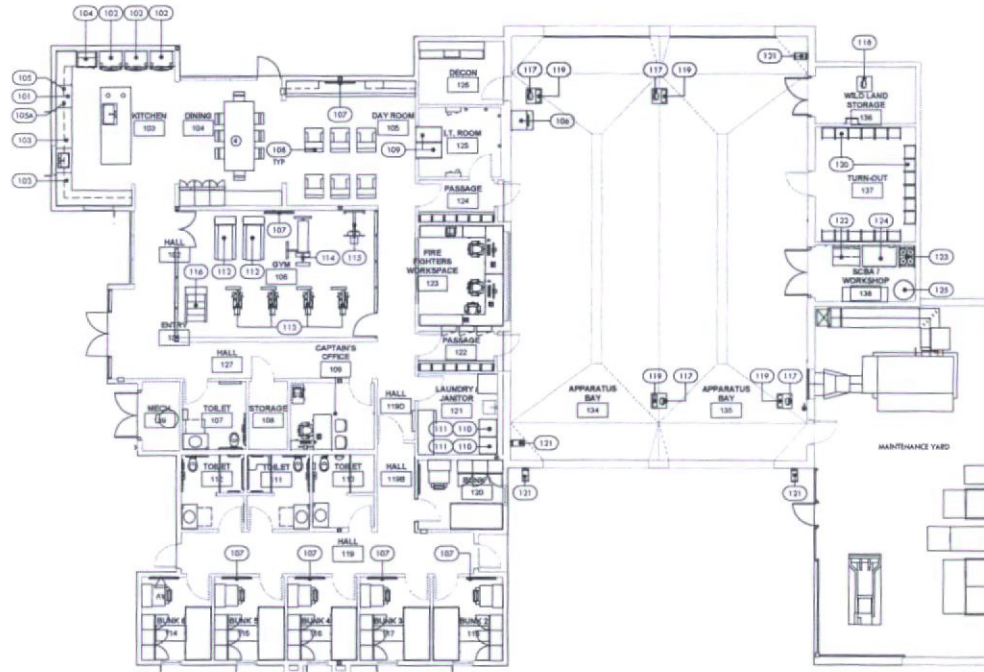 104 102 102 102
105
101
105A
103
103
KITCHEN
103
DINING
104
4
TYP
108
107
DAY ROOM
105
109
DECON
126
I.T. ROOM
125
PASSAGE
124
117 119
106
117 119
121
118
WILD LAND
STORAGE
136
120
TURN-OUT
137
122 124
123
SCBA /
WORKSHOP
138
125
HALL
102
116
112 112
GYM
106
107
114
115
113
FIRE
FIGHTERS
WORKSPACE
123
ENTRY
HALL
127
CAPTAIN'S
OFFICE
109
PASSAGE
122
LAUNDRY /
JANITOR
121
HALL
119D
111 110
111 110
MECH.
TOILET
107
STORAGE
108
119 117
119 117
APPARATUS
BAY
134
APPARATUS
BAY
135
121
MAINTENANCE YARD
TOILET
TOILET
111
TOILET
HALL
119B
BUNK
120
121
121
HALL
119
107 107 107 107
BUNK 6
114
BUNK 5
115
BUNK 4
116
BUNK 3
117
BUNK 2